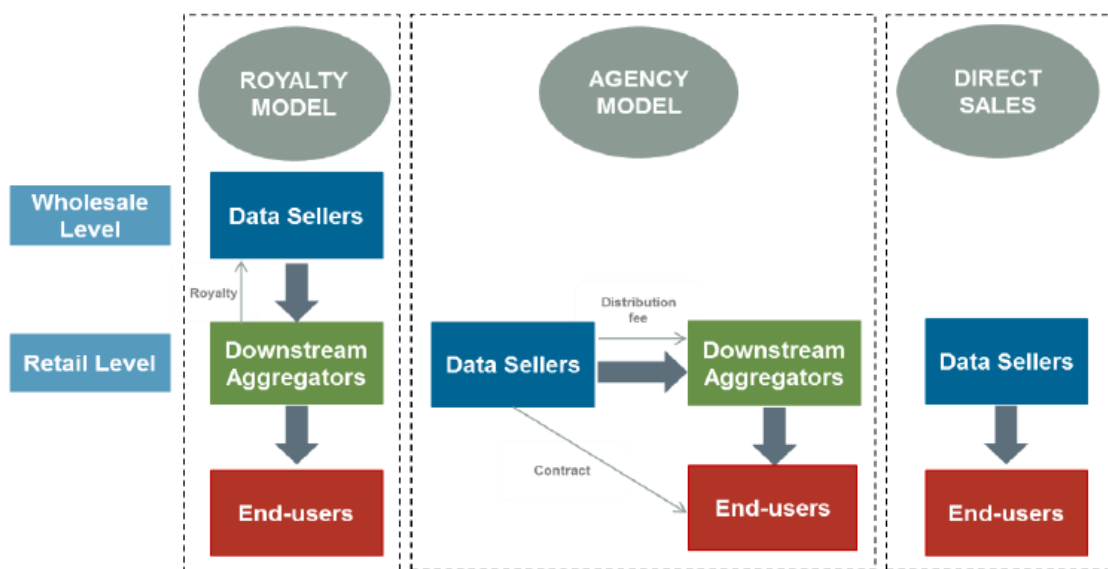 ROYALTY
MODEL
AGENCY
MODEL
DIRECT
SALES
Wholesale
Level
Data Sellers
Royalty
Distribution
fee
Retail Level
Downstream
Aggregators
Data Sellers
Downstream
Aggregators
Data Sellers
Contract
End-users
End-users
End-users